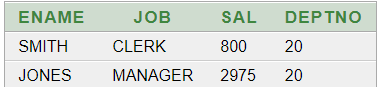 ENAME JOB SAL DEPTNO
SMITH CLERK 800 20
JONES MANAGER 2975 20